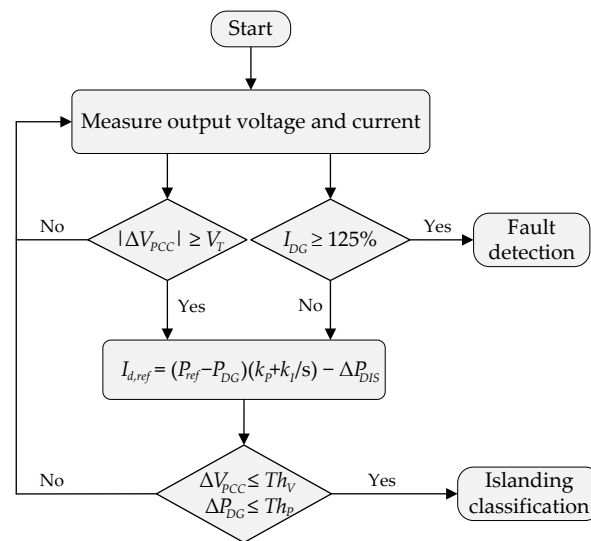 Start
Measure output voltage and current
No
|ΔV_PCC| ≥ V_T
I_DG ≥ 125%
Yes
Fault
detection
Yes
No
I_d,ref = (P_ref−P_DG)(k_P+k_I/s) − ΔP_DIS
No
ΔV_PCC ≤ Th_V
ΔP_DG ≤ Th_P
Yes
Islanding
classification